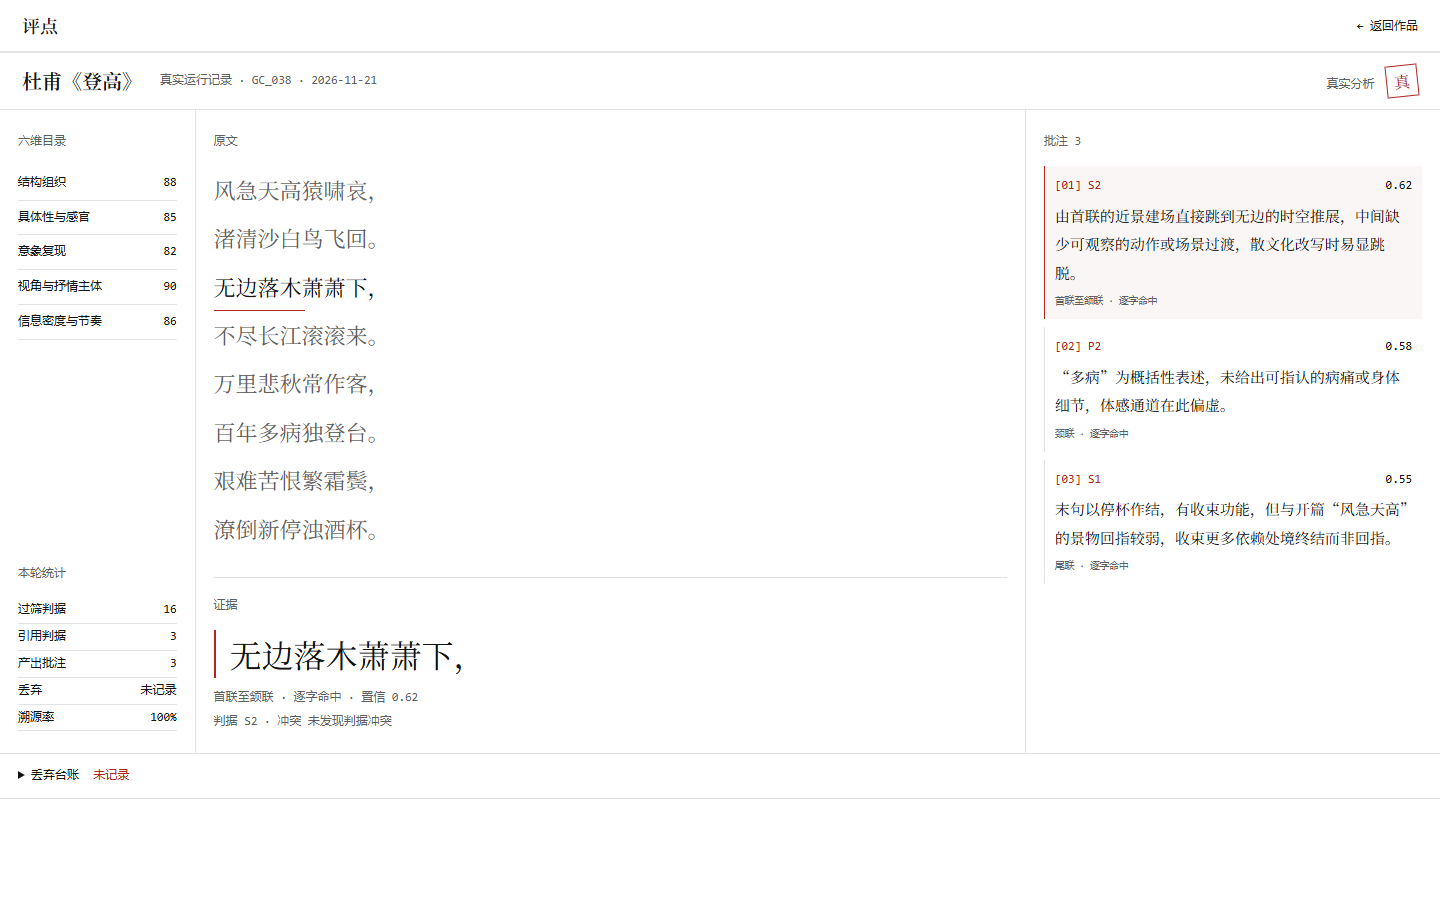 评点
← 返回作品
杜甫《登高》 真实运行记录 · GC_038 · 2026-11-21
真实分析 真
六维目录
结构组织 88
具体性与感官 85
意象复现 82
视角与抒情主体 90
信息密度与节奏 86
本轮统计
过筛判据 16
引用判据 3
产出批注 3
丢弃 未记录
溯源率 100%
原文
风急天高猿啸哀，
渚清沙白鸟飞回。
无边落木萧萧下，
不尽长江滚滚来。
万里悲秋常作客，
百年多病独登台。
艰难苦恨繁霜鬓，
潦倒新停浊酒杯。
证据
无边落木萧萧下，
首联至颔联 · 逐字命中 · 置信 0.62
判据 S2 · 冲突 未发现判据冲突
批注 3
[01] S2 0.62
由首联的近景建场直接跳到无边的时空推展，中间缺
少可观察的动作或场景过渡，散文化改写时易显跳
脱。
首联至颔联 · 逐字命中
[02] P2 0.58
“多病”为概括性表述，未给出可指认的病痛或身体
细节，体感通道在此偏虚。
颈联 · 逐字命中
[03] S1 0.55
末句以停杯作结，有收束功能，但与开篇“风急天高”
的景物回指较弱，收束更多依赖处境终结而非回指。
尾联 · 逐字命中
▶ 丢弃台账 未记录